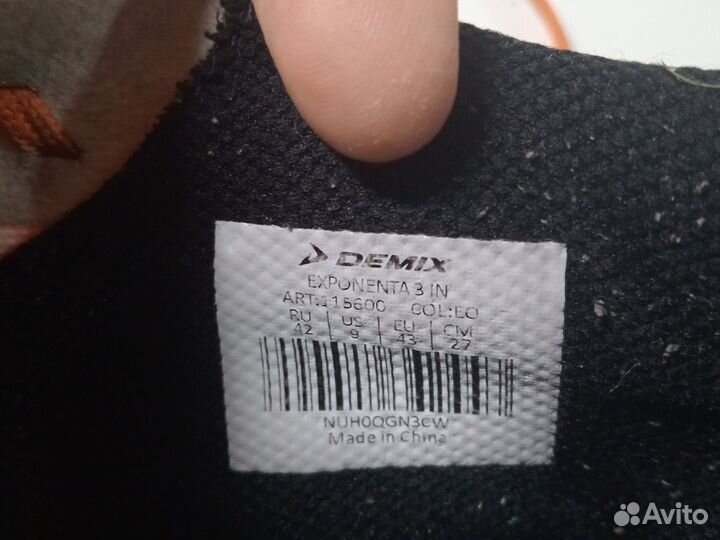 DEMIX
EXPONENTA 3 IN
ART:115600 COL:EO
RU US EU CM
42 9 43 27
NUH0QGN3CW
Made in China
Avito